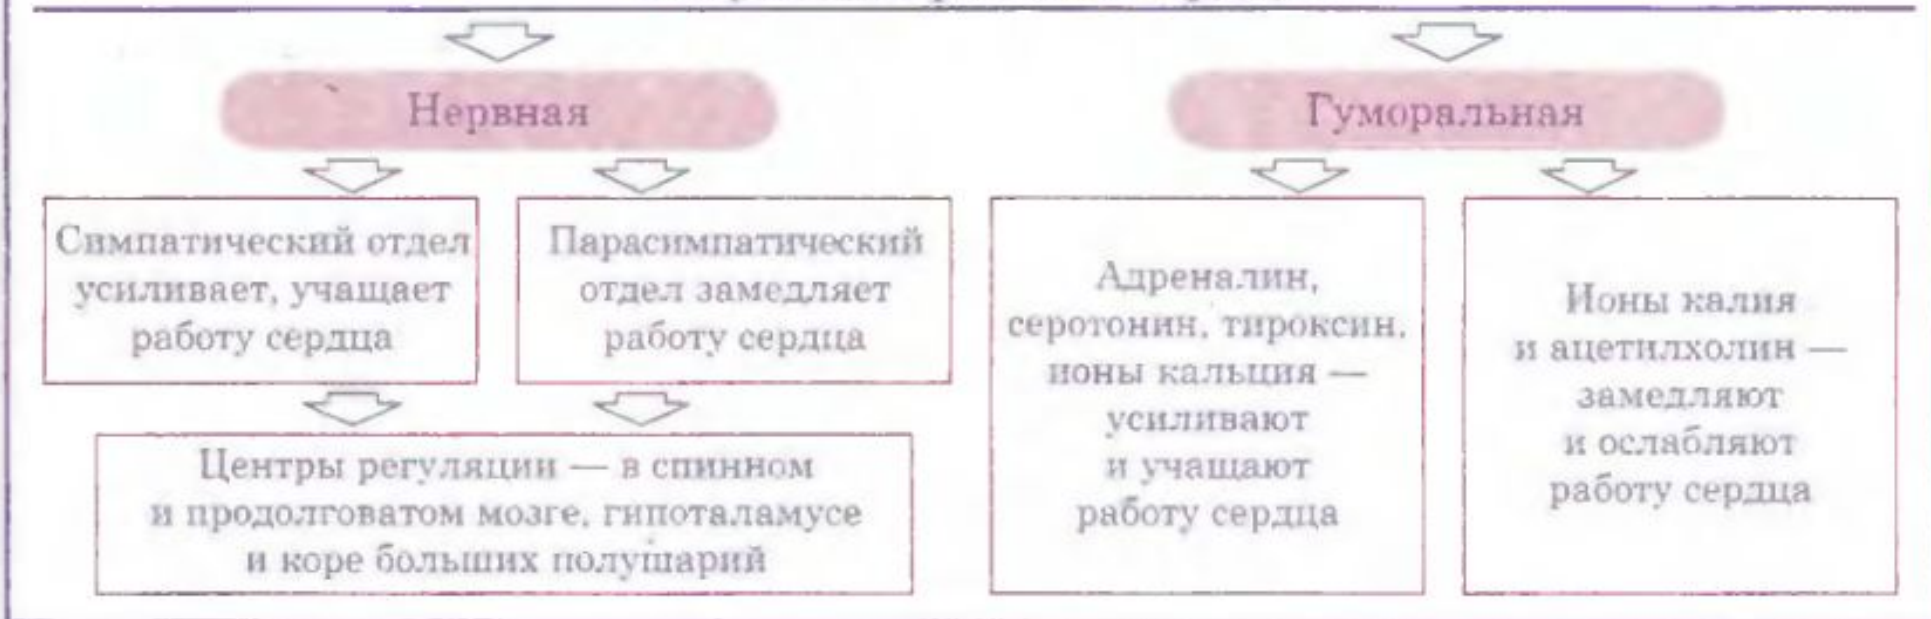 Нервная
Гуморальная
Симпатический отдел
усиливает, учащает
работу сердца
Парасимпатический
отдел замедляет
работу сердца
Центры регуляции — в спинном
и продолговатом мозге, гипоталамусе
и коре больших полушарий
Адреналин,
серотонин, тироксин,
ионы кальция —
усиливают
и учащают
работу сердца
Ионы калия
и ацетилхолин —
замедляют
и ослабляют
работу сердца